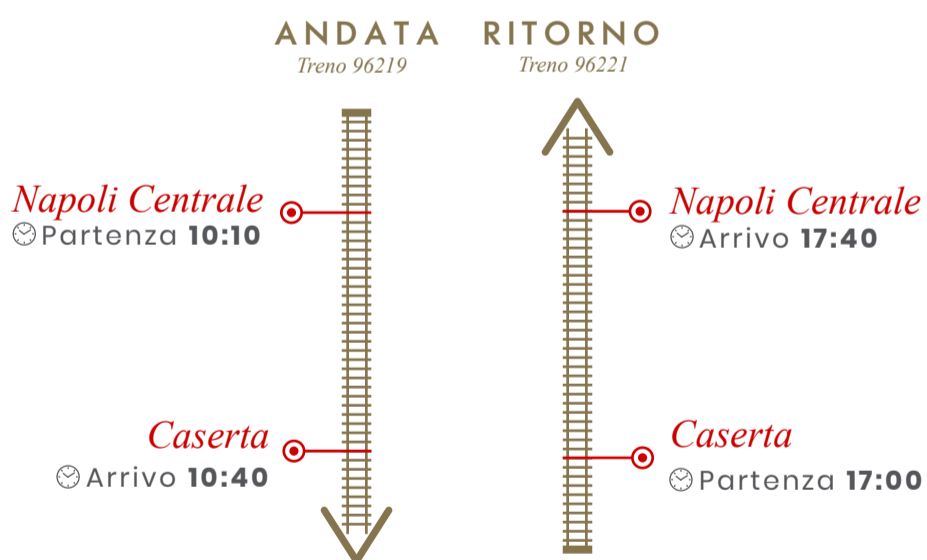 ANDATA
Treno 96219
Napoli Centrale
Partenza 10:10
Caserta
Arrivo 10:40
RITORNO
Treno 96221
Napoli Centrale
Arrivo 17:40
Caserta
Partenza 17:00